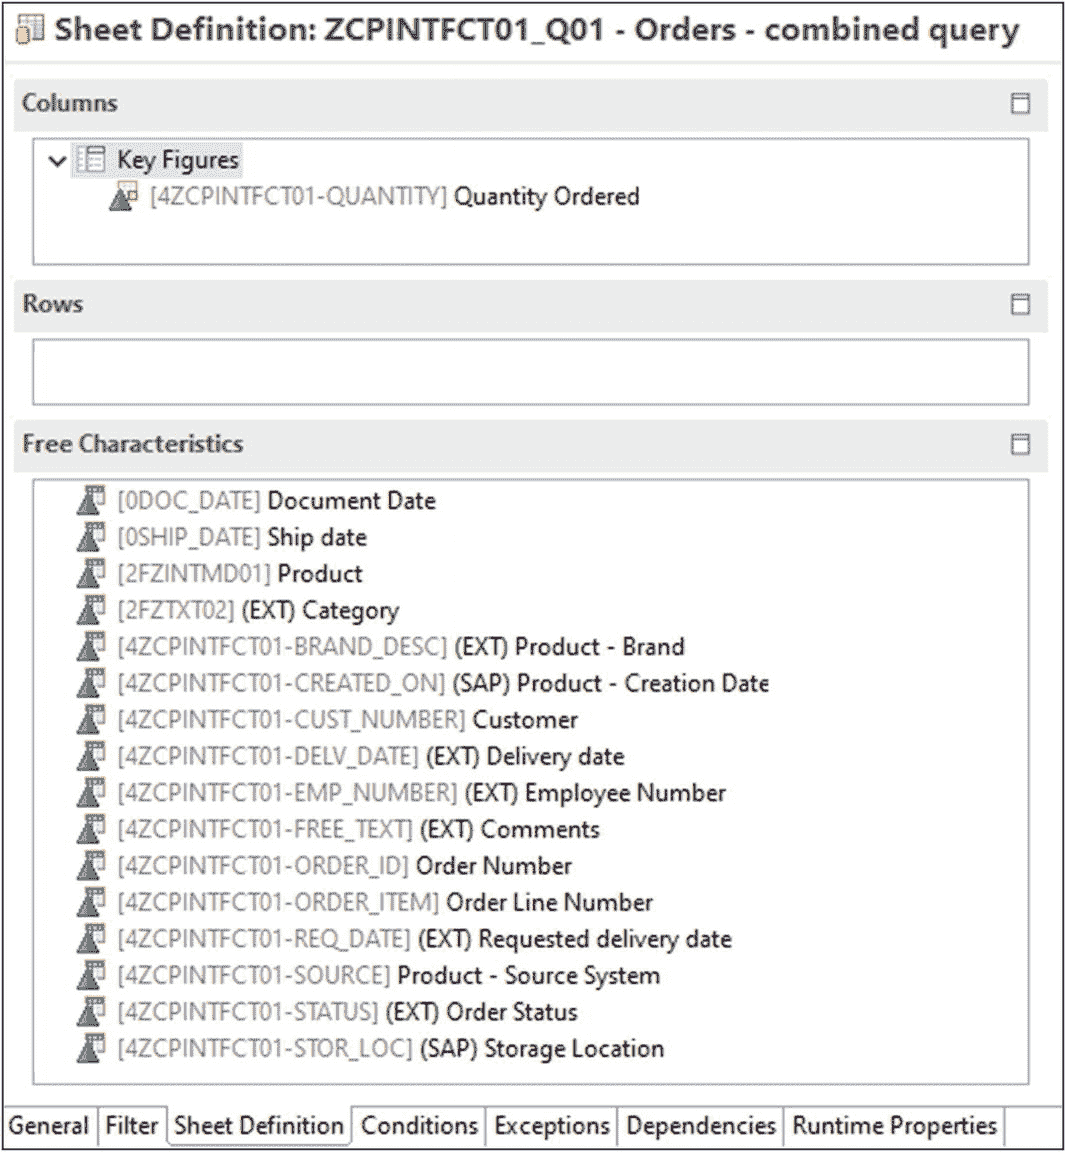 Sheet Definition: ZCPINTFCT01_Q01 - Orders - combined query
Columns
Key Figures
[4ZCPINTFCT01-QUANTITY] Quantity Ordered
Rows
Free Characteristics
[0DOC_DATE] Document Date
[0SHIP_DATE] Ship date
[2FZINTMD01] Product
[2FZTXT02] (EXT) Category
[4ZCPINTFCT01-BRAND_DESC] (EXT) Product - Brand
[4ZCPINTFCT01-CREATED_ON] (SAP) Product - Creation Date
[4ZCPINTFCT01-CUST_NUMBER] Customer
[4ZCPINTFCT01-DELV_DATE] (EXT) Delivery date
[4ZCPINTFCT01-EMP_NUMBER] (EXT) Employee Number
[4ZCPINTFCT01-FREE_TEXT] (EXT) Comments
[4ZCPINTFCT01-ORDER_ID] Order Number
[4ZCPINTFCT01-ORDER_ITEM] Order Line Number
[4ZCPINTFCT01-REQ_DATE] (EXT) Requested delivery date
[4ZCPINTFCT01-SOURCE] Product - Source System
[4ZCPINTFCT01-STATUS] (EXT) Order Status
[4ZCPINTFCT01-STOR_LOC] (SAP) Storage Location
General Filter Sheet Definition Conditions Exceptions Dependencies Runtime Properties